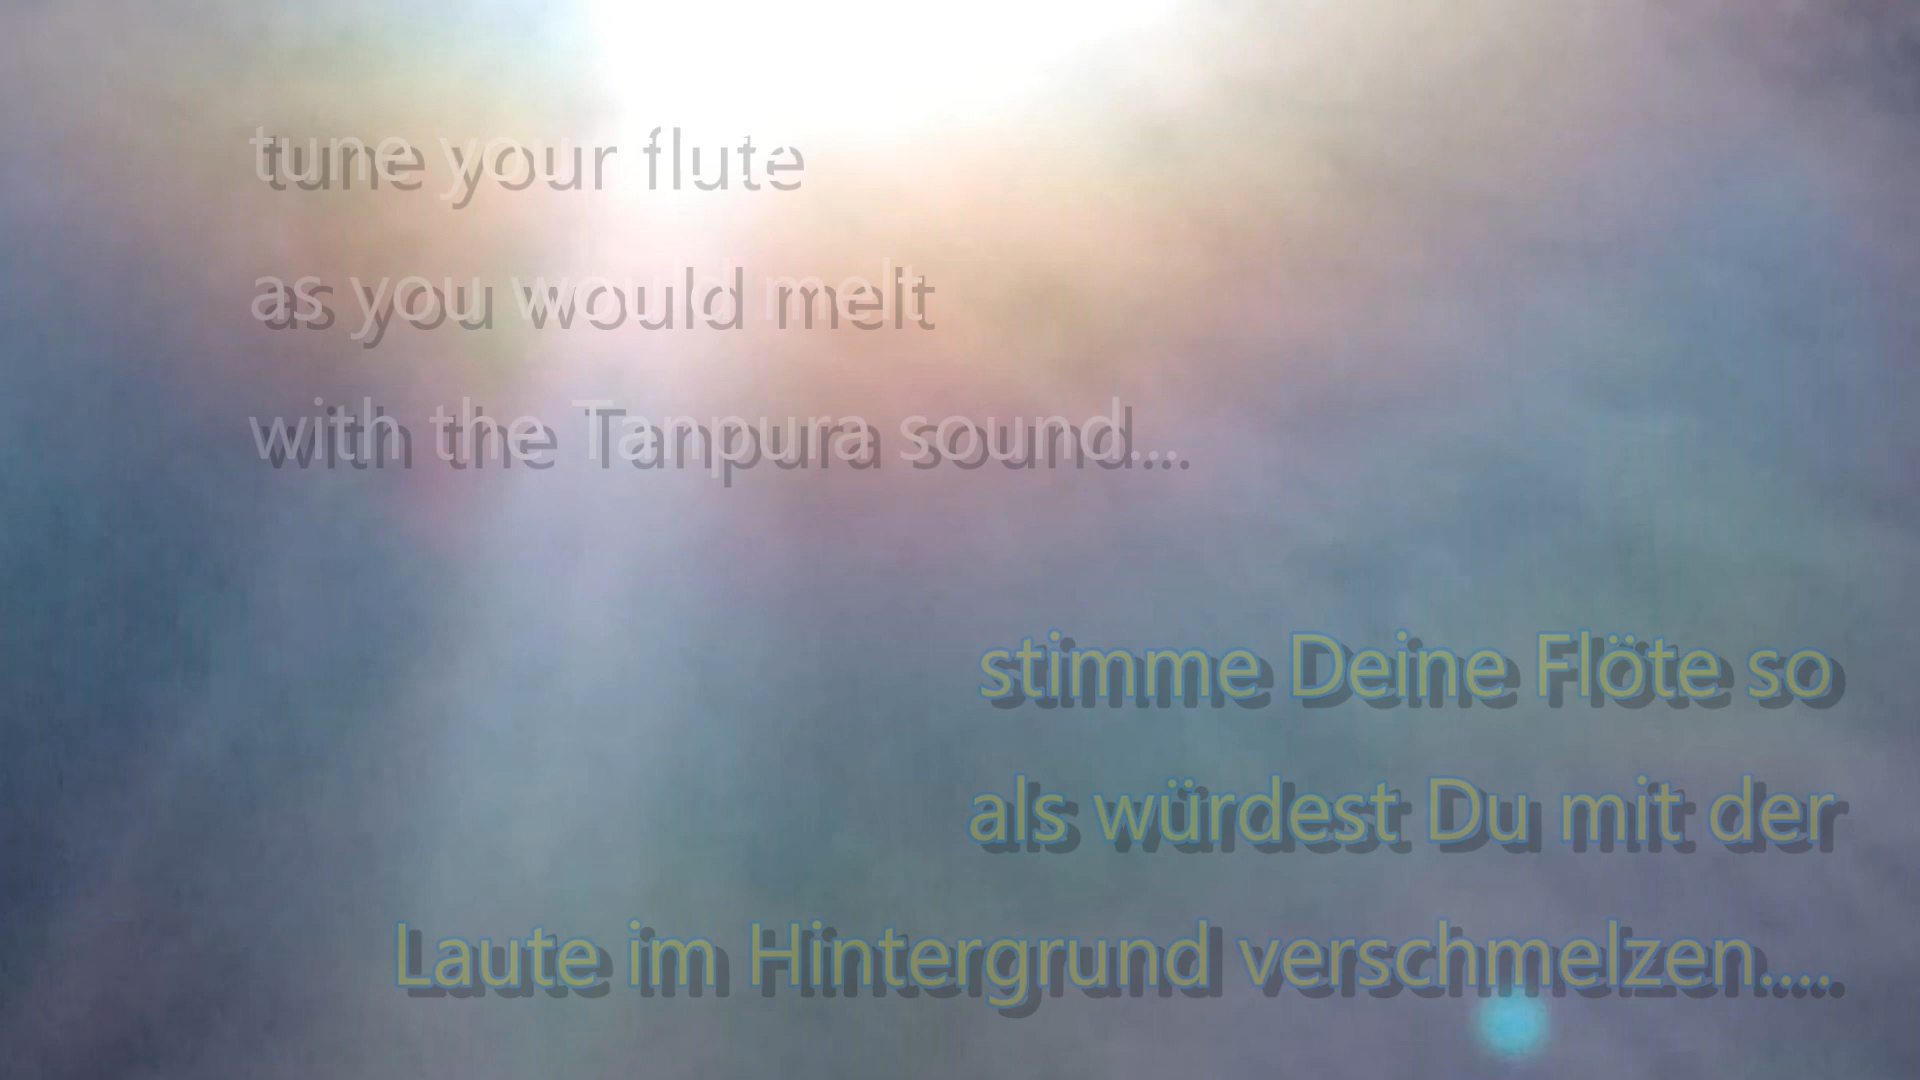 tune your flute
as you would melt
with the Tanpura sound...
stimme Deine Flöte so
als würdest Du mit der
Laute im Hintergrund verschmelzen.....